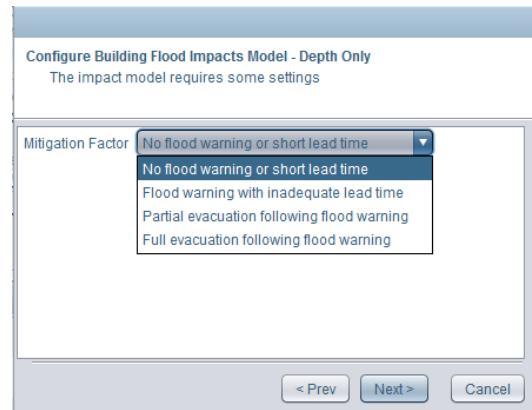 Configure Building Flood Impacts Model - Depth Only
The impact model requires some settings
Mitigation Factor No flood warning or short lead time
No flood warning or short lead time
Flood warning with inadequate lead time
Partial evacuation following flood warning
Full evacuation following flood warning
< Prev Next > Cancel